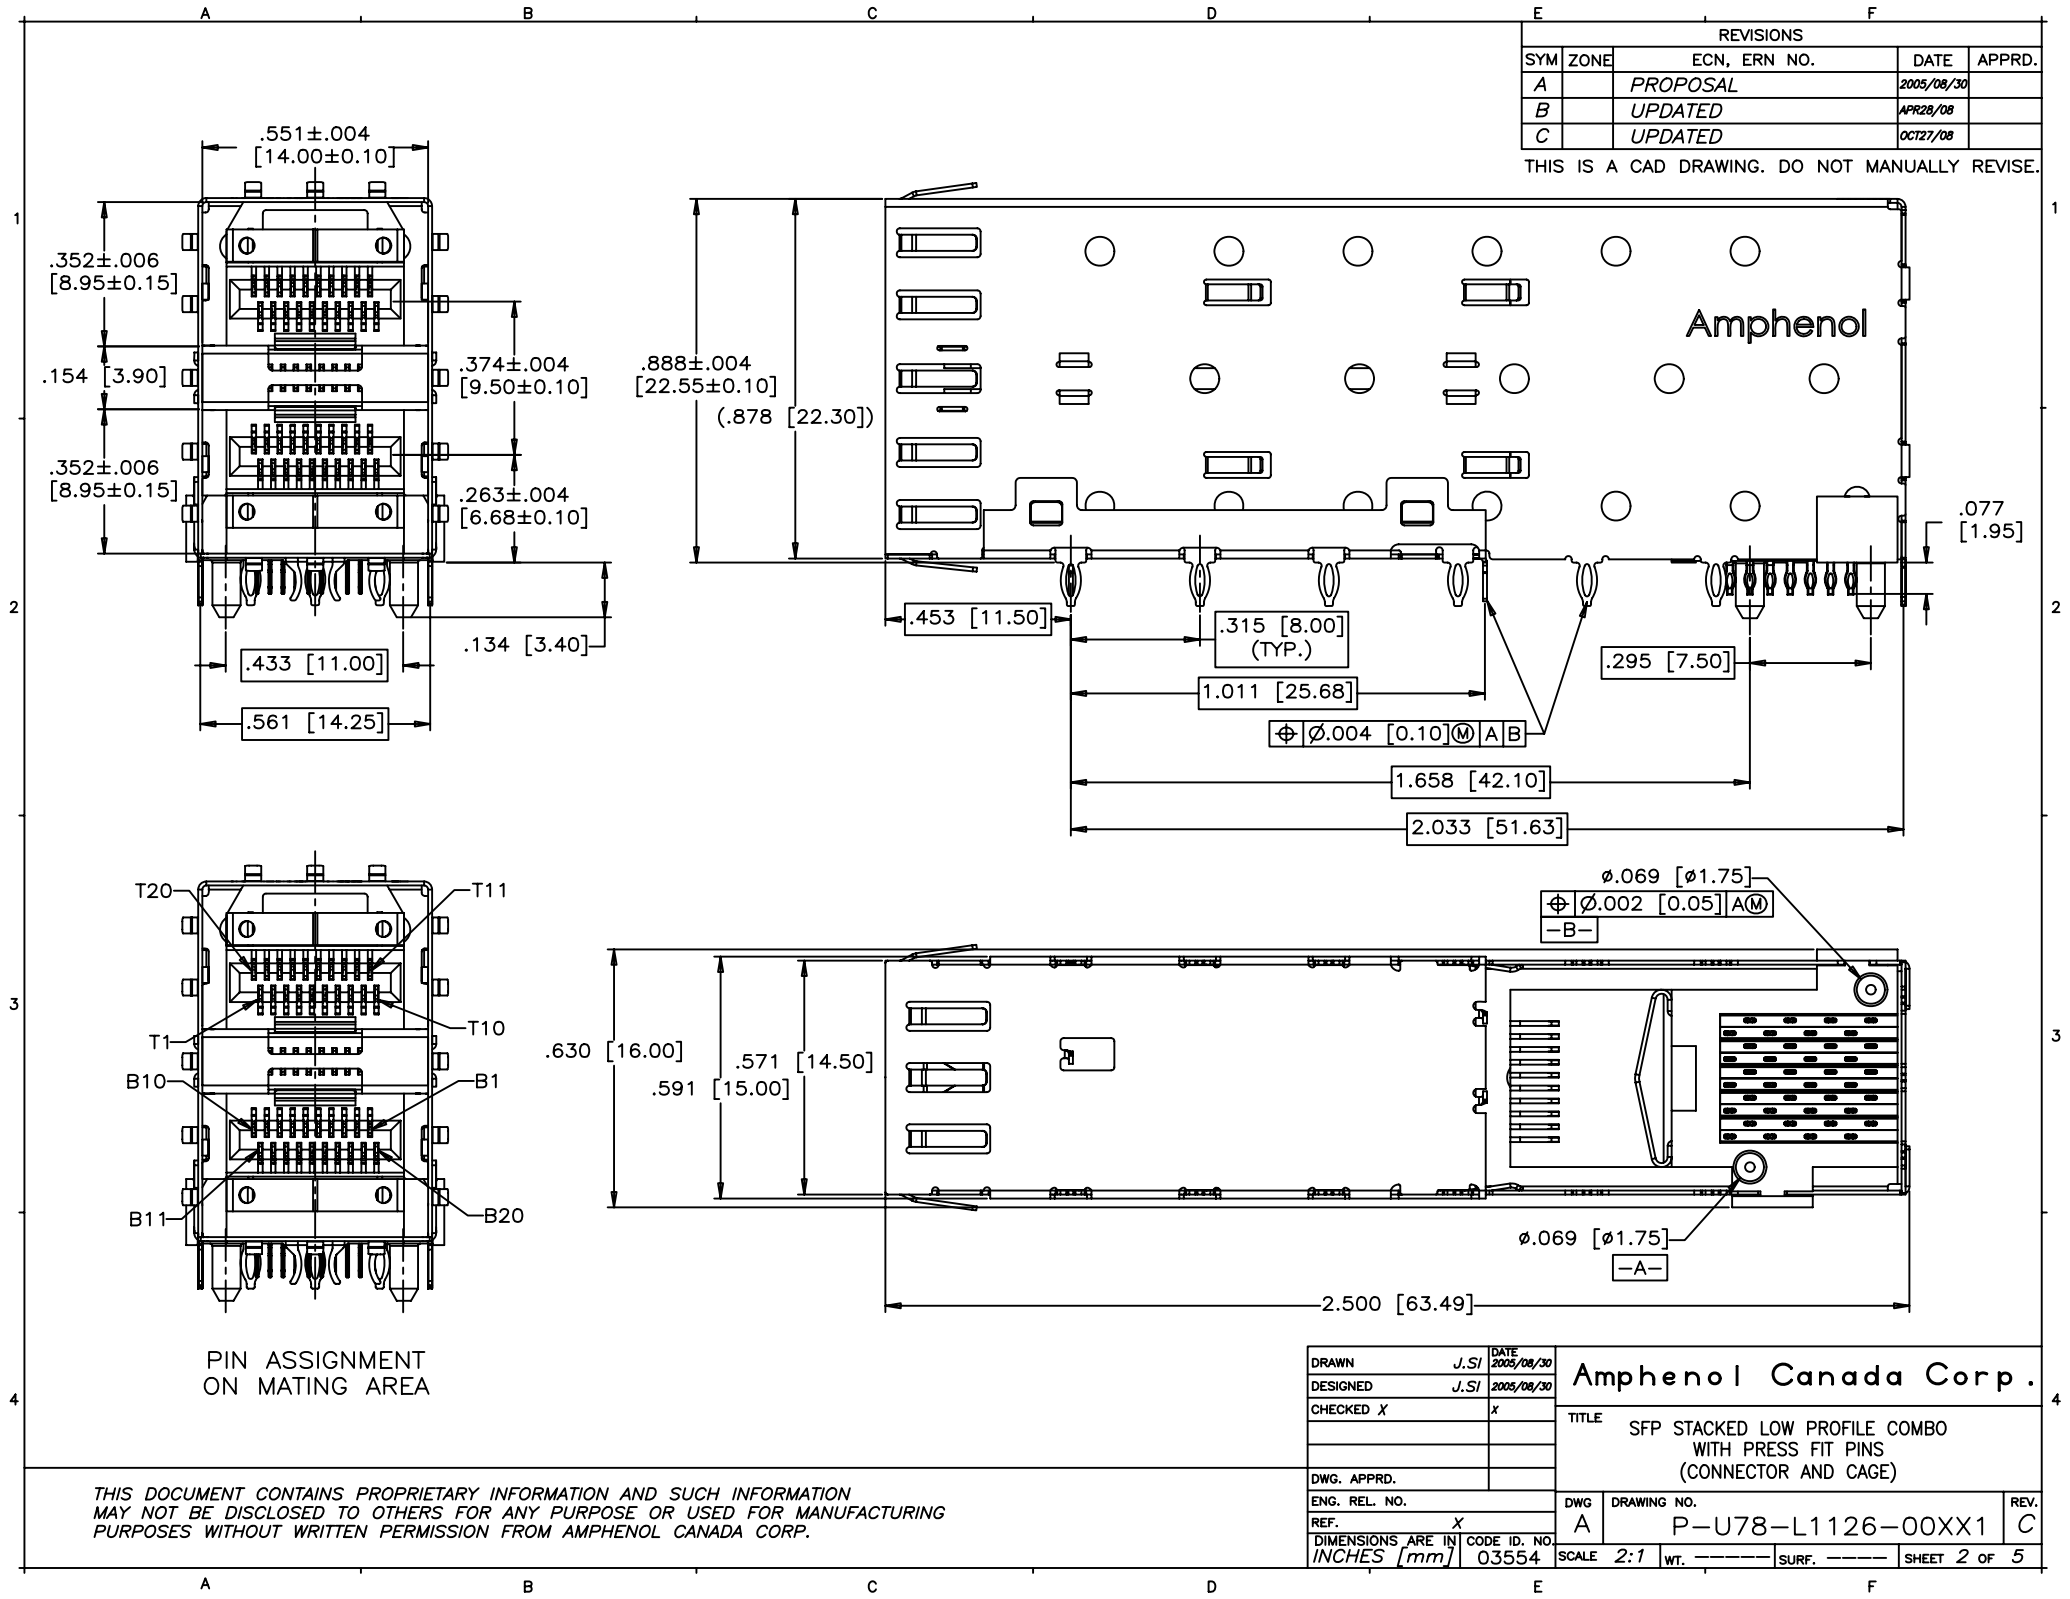 A B C D E F
REVISIONS
SYM ZONE ECN, ERN NO. DATE APPRD.
A PROPOSAL 2005/08/30
B UPDATED APR28/08
C UPDATED OCT27/08
THIS IS A CAD DRAWING. DO NOT MANUALLY REVISE.
1 1
.551±.004
[14.00±0.10]
.352±.006
[8.95±0.15]
.154 [3.90]
.352±.006
[8.95±0.15]
.374±.004
[9.50±0.10]
.263±.004
[6.68±0.10]
.134 [3.40]
.433 [11.00]
.561 [14.25]
.888±.004
[22.55±0.10]
(.878 [22.30])
Amphenol
.077
[1.95]
2 2
.453 [11.50]
.315 [8.00]
(TYP.)
.295 [7.50]
1.011 [25.68]
⌖ Ø.004 [0.10]Ⓜ A B
1.658 [42.10]
2.033 [51.63]
T20 T11
T1 T10
B10 B1
B11 B20
PIN ASSIGNMENT
ON MATING AREA
3 3
ø.069 [ø1.75]
⌖ Ø.002 [0.05] AⓂ
-B-
.630 [16.00]
.591 [15.00]
.571 [14.50]
ø.069 [ø1.75]
-A-
2.500 [63.49]
4 4
THIS DOCUMENT CONTAINS PROPRIETARY INFORMATION AND SUCH INFORMATION
MAY NOT BE DISCLOSED TO OTHERS FOR ANY PURPOSE OR USED FOR MANUFACTURING
PURPOSES WITHOUT WRITTEN PERMISSION FROM AMPHENOL CANADA CORP.
DRAWN J.SI DATE 2005/08/30
DESIGNED J.SI 2005/08/30
CHECKED X X
DWG. APPRD.
ENG. REL. NO.
REF. X
DIMENSIONS ARE IN INCHES [mm]
CODE ID. NO. 03554
Amphenol Canada Corp.
TITLE
SFP STACKED LOW PROFILE COMBO
WITH PRESS FIT PINS
(CONNECTOR AND CAGE)
DWG A
DRAWING NO. P-U78-L1126-00XX1
REV. C
SCALE 2:1 WT. ----- SURF. ---- SHEET 2 OF 5
A B C D E F